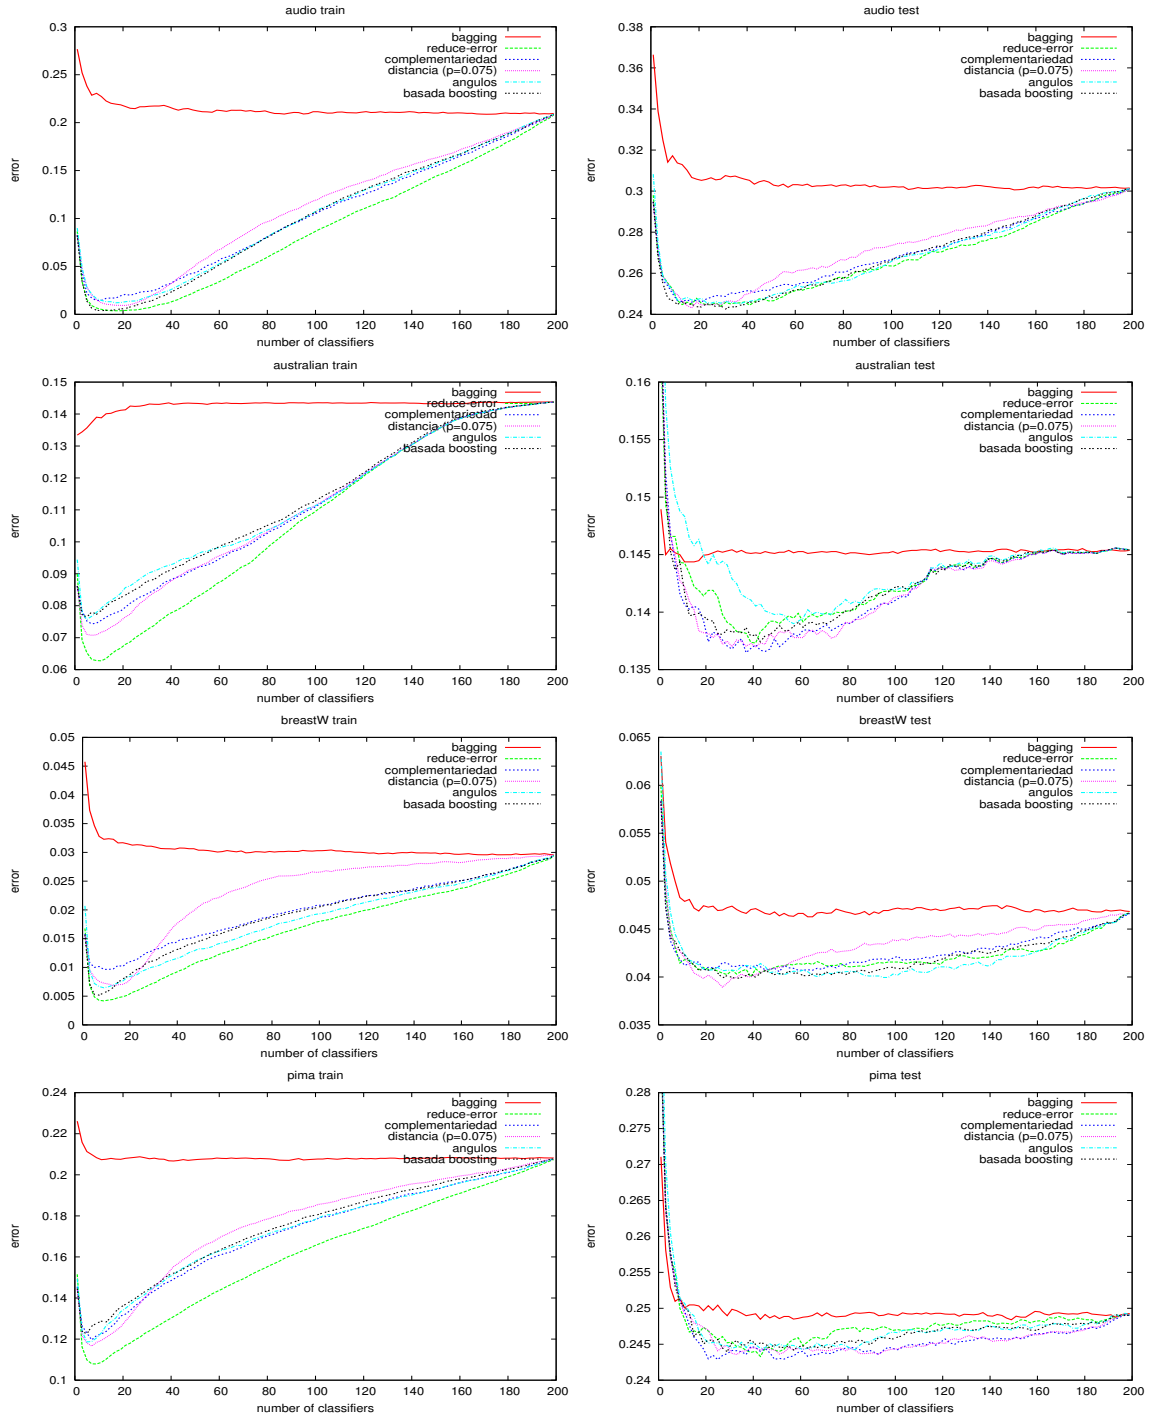 audio train
0.3
0.25
0.2
0.15
0.1
0.05
0
error
bagging
reduce-error
complementariedad
distancia (p=0.075)
angulos
basada boosting
0 20 40 60 80 100 120 140 160 180 200
number of classifiers
audio test
0.38
0.36
0.34
0.32
0.3
0.28
0.26
0.24
error
bagging
reduce-error
complementariedad
distancia (p=0.075)
angulos
basada boosting
0 20 40 60 80 100 120 140 160 180 200
number of classifiers
australian train
0.15
0.14
0.13
0.12
0.11
0.1
0.09
0.08
0.07
0.06
error
bagging
reduce-error
complementariedad
distancia (p=0.075)
angulos
basada boosting
0 20 40 60 80 100 120 140 160 180 200
number of classifiers
australian test
0.16
0.155
0.15
0.145
0.14
0.135
error
bagging
reduce-error
complementariedad
distancia (p=0.075)
angulos
basada boosting
0 20 40 60 80 100 120 140 160 180 200
number of classifiers
breastW train
0.05
0.045
0.04
0.035
0.03
0.025
0.02
0.015
0.01
0.005
0
error
bagging
reduce-error
complementariedad
distancia (p=0.075)
angulos
basada boosting
0 20 40 60 80 100 120 140 160 180 200
number of classifiers
breastW test
0.065
0.06
0.055
0.05
0.045
0.04
0.035
error
bagging
reduce-error
complementariedad
distancia (p=0.075)
angulos
basada boosting
0 20 40 60 80 100 120 140 160 180 200
number of classifiers
pima train
0.24
0.22
0.2
0.18
0.16
0.14
0.12
0.1
error
bagging
reduce-error
complementariedad
distancia (p=0.075)
angulos
basada boosting
0 20 40 60 80 100 120 140 160 180 200
number of classifiers
pima test
0.28
0.275
0.27
0.265
0.26
0.255
0.25
0.245
0.24
error
bagging
reduce-error
complementariedad
distancia (p=0.075)
angulos
basada boosting
0 20 40 60 80 100 120 140 160 180 200
number of classifiers